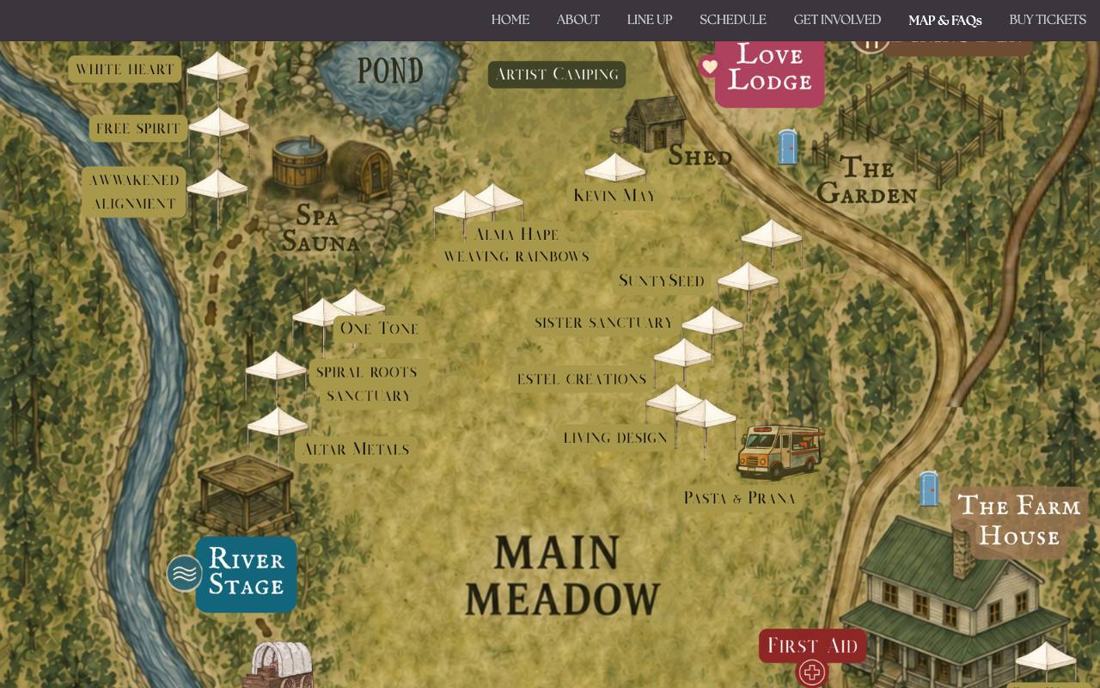 HOME ABOUT LINE UP SCHEDULE GET INVOLVED MAP & FAQs BUY TICKETS
WHITE HEART
POND
ARTIST CAMPING
LOVE
LODGE
FREE SPIRIT
SHED
AWWAKENED
ALIGNMENT
THE
GARDEN
KEVIN MAY
SPA
SAUNA
ALMA HAPE
WEAVING RAINBOWS
SUNTYSEED
SISTER SANCTUARY
ONE TONE
SPIRAL ROOTS
SANCTUARY
ESTEL CREATIONS
LIVING DESIGN
ALTAR METALS
PASTA & PRANA
THE FARM
HOUSE
RIVER
STAGE
MAIN
MEADOW
FIRST AID